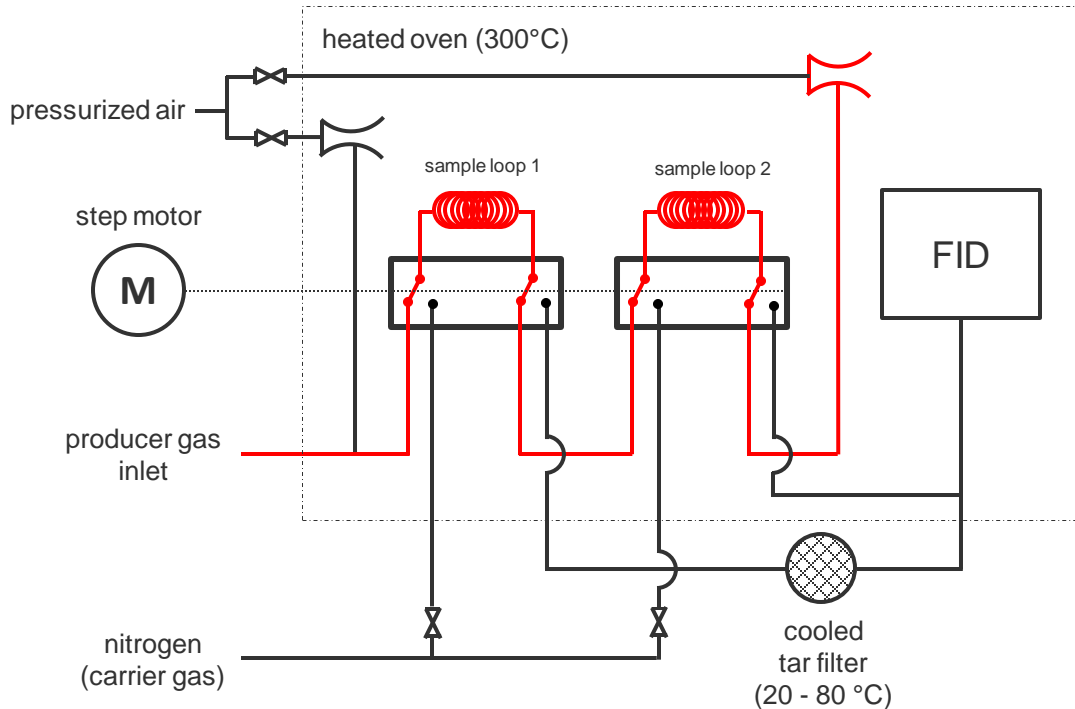 heated oven (300°C)
pressurized air
sample loop 1
sample loop 2
step motor
M
FID
producer gas
inlet
nitrogen
(carrier gas)
cooled
tar filter
(20 - 80 °C)